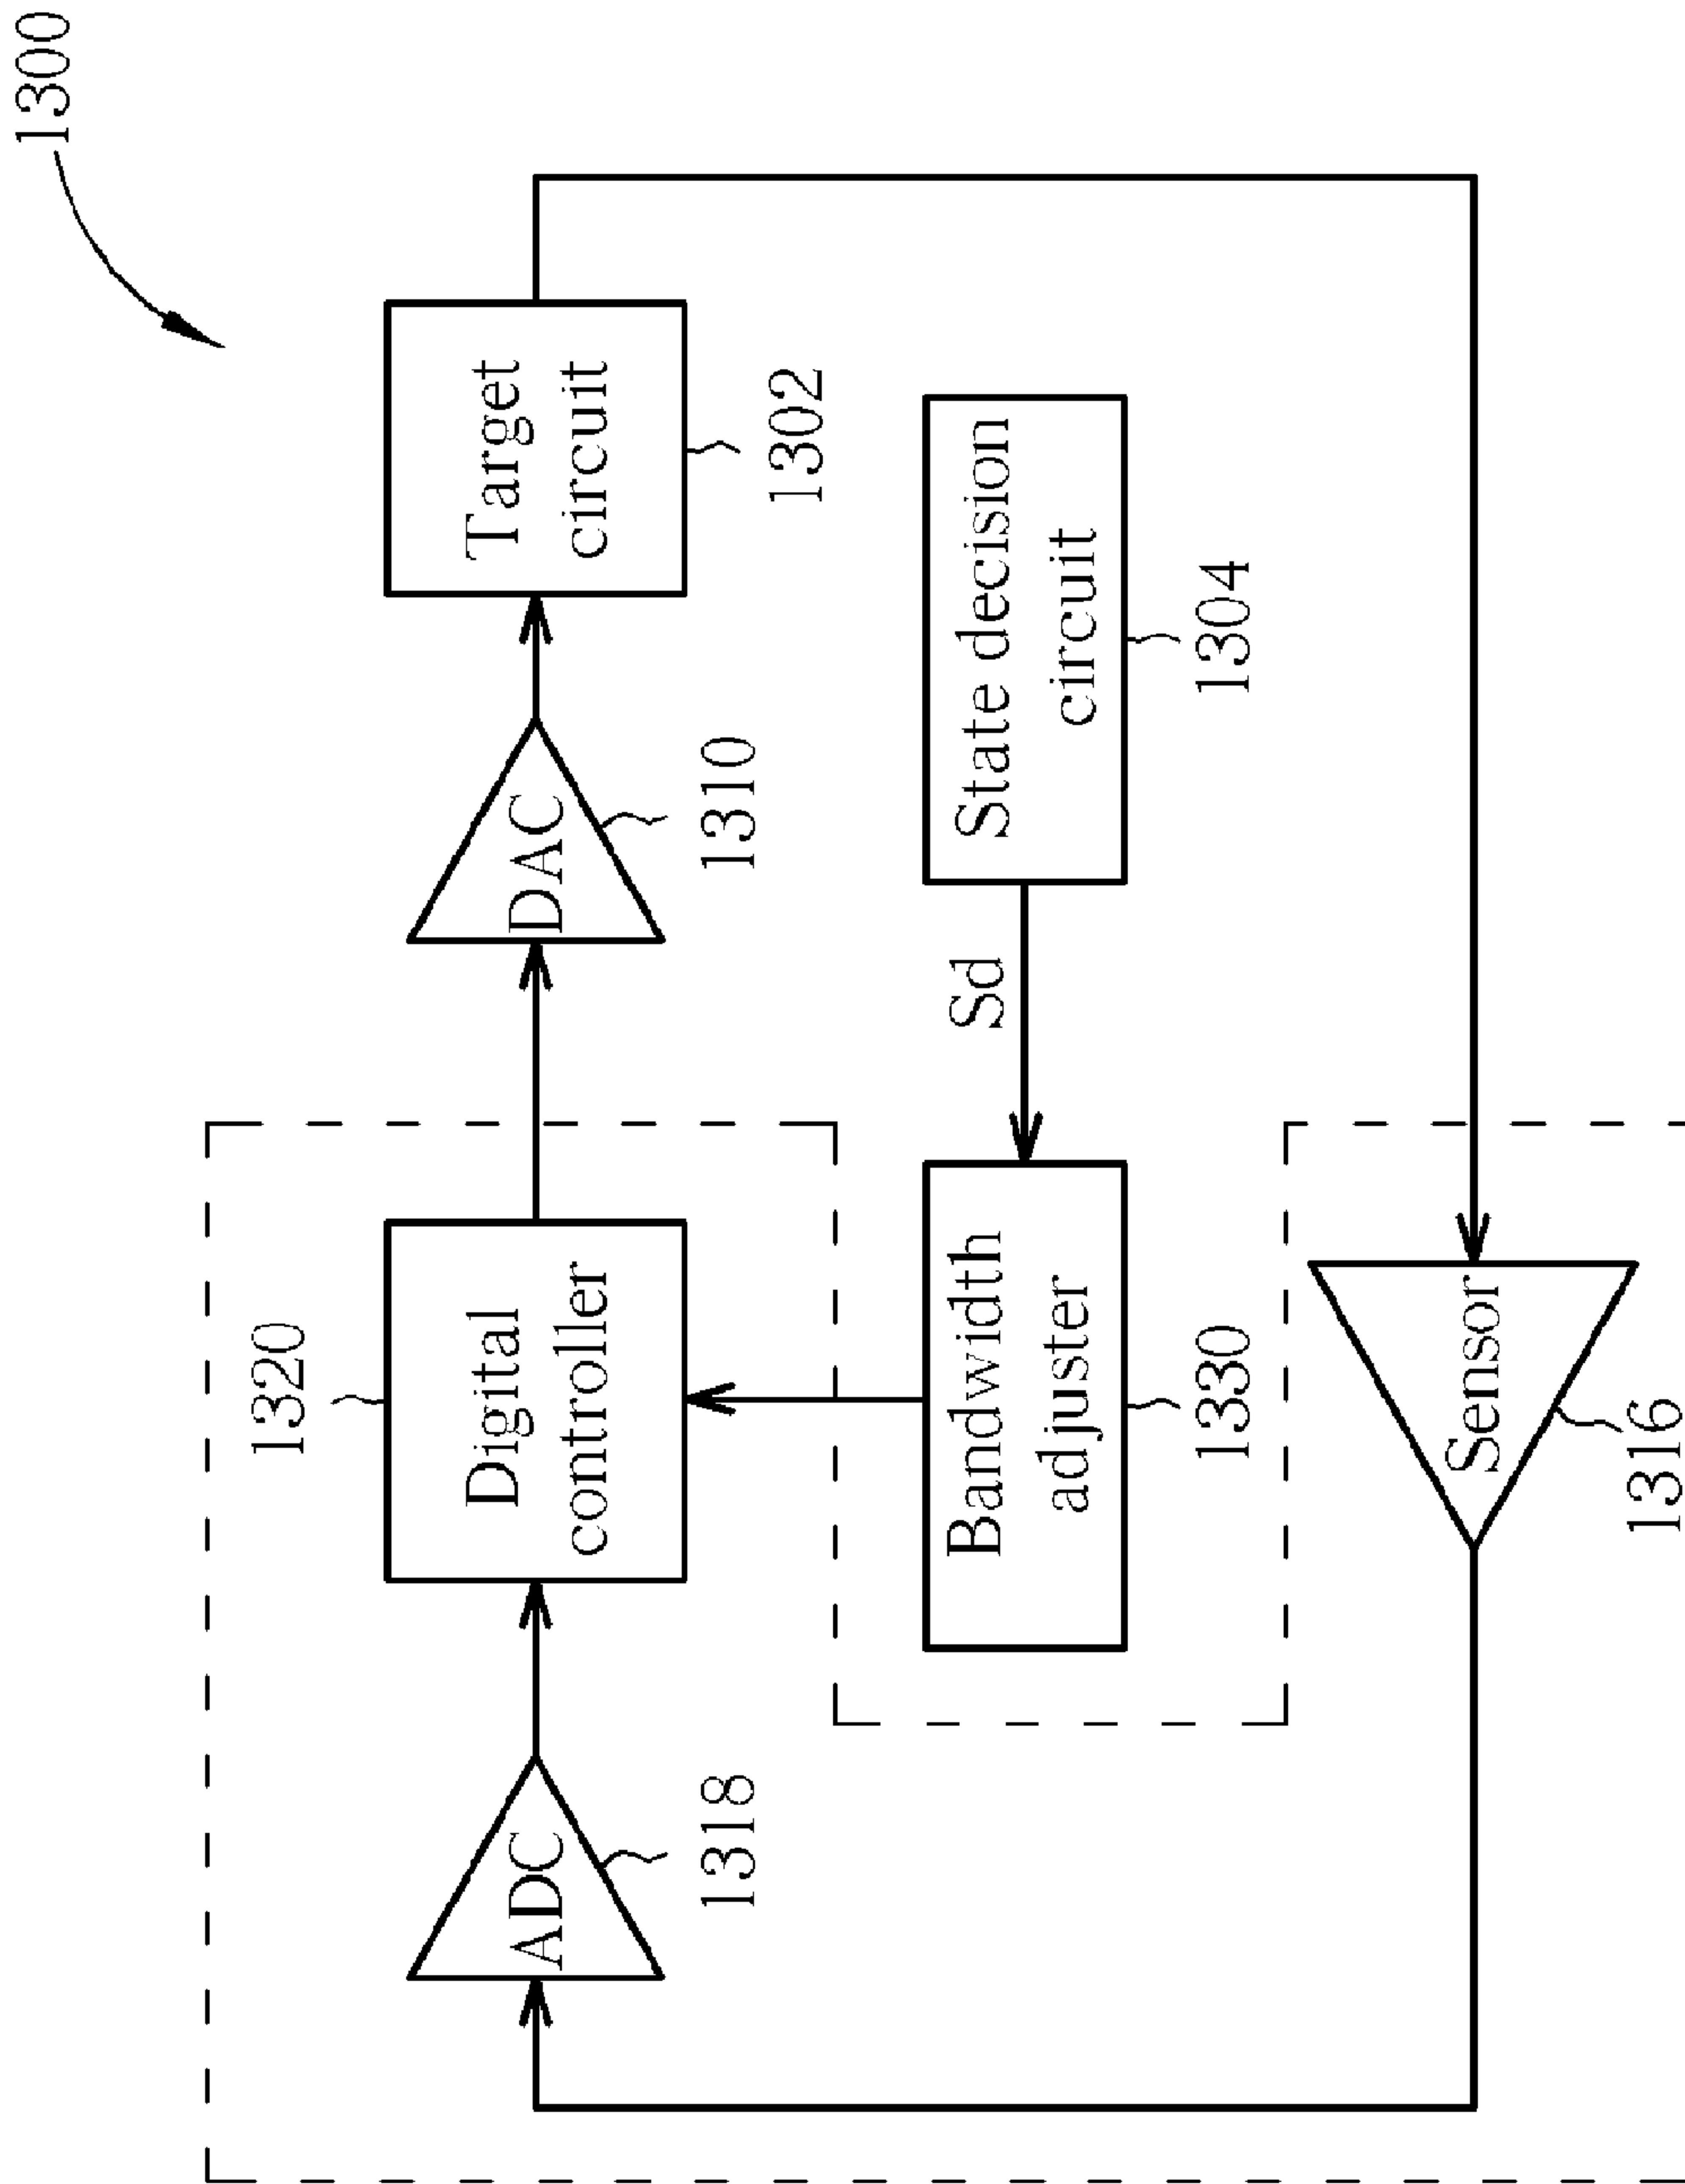 1300
1320
ADC
1318
Digital
controller
DAC
1310
Target
circuit
1302
Bandwidth
adjuster
1330
Sd
State decision
circuit
1304
Sensor
1316